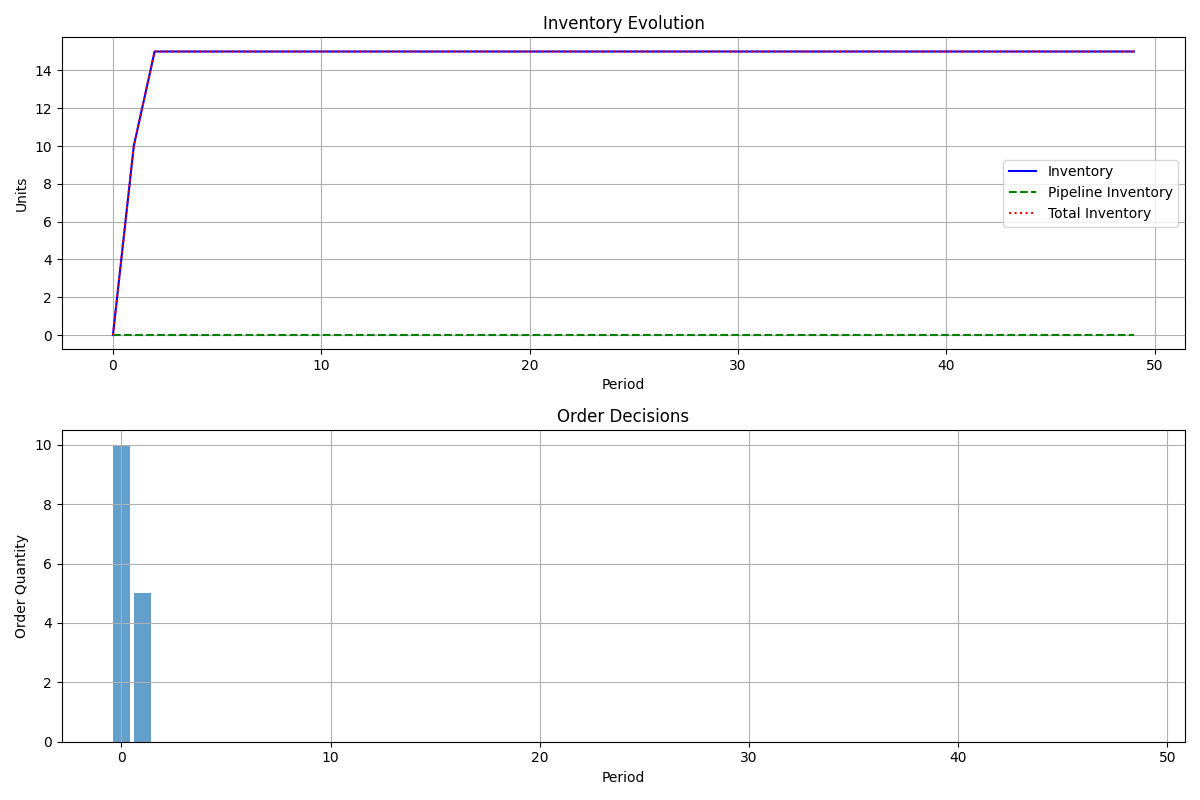 Inventory Evolution
Units
14
12
10
8
6
4
2
0
Inventory
Pipeline Inventory
Total Inventory
0 10 20 30 40 50
Period
Order Decisions
Order Quantity
10
8
6
4
2
0
0 10 20 30 40 50
Period